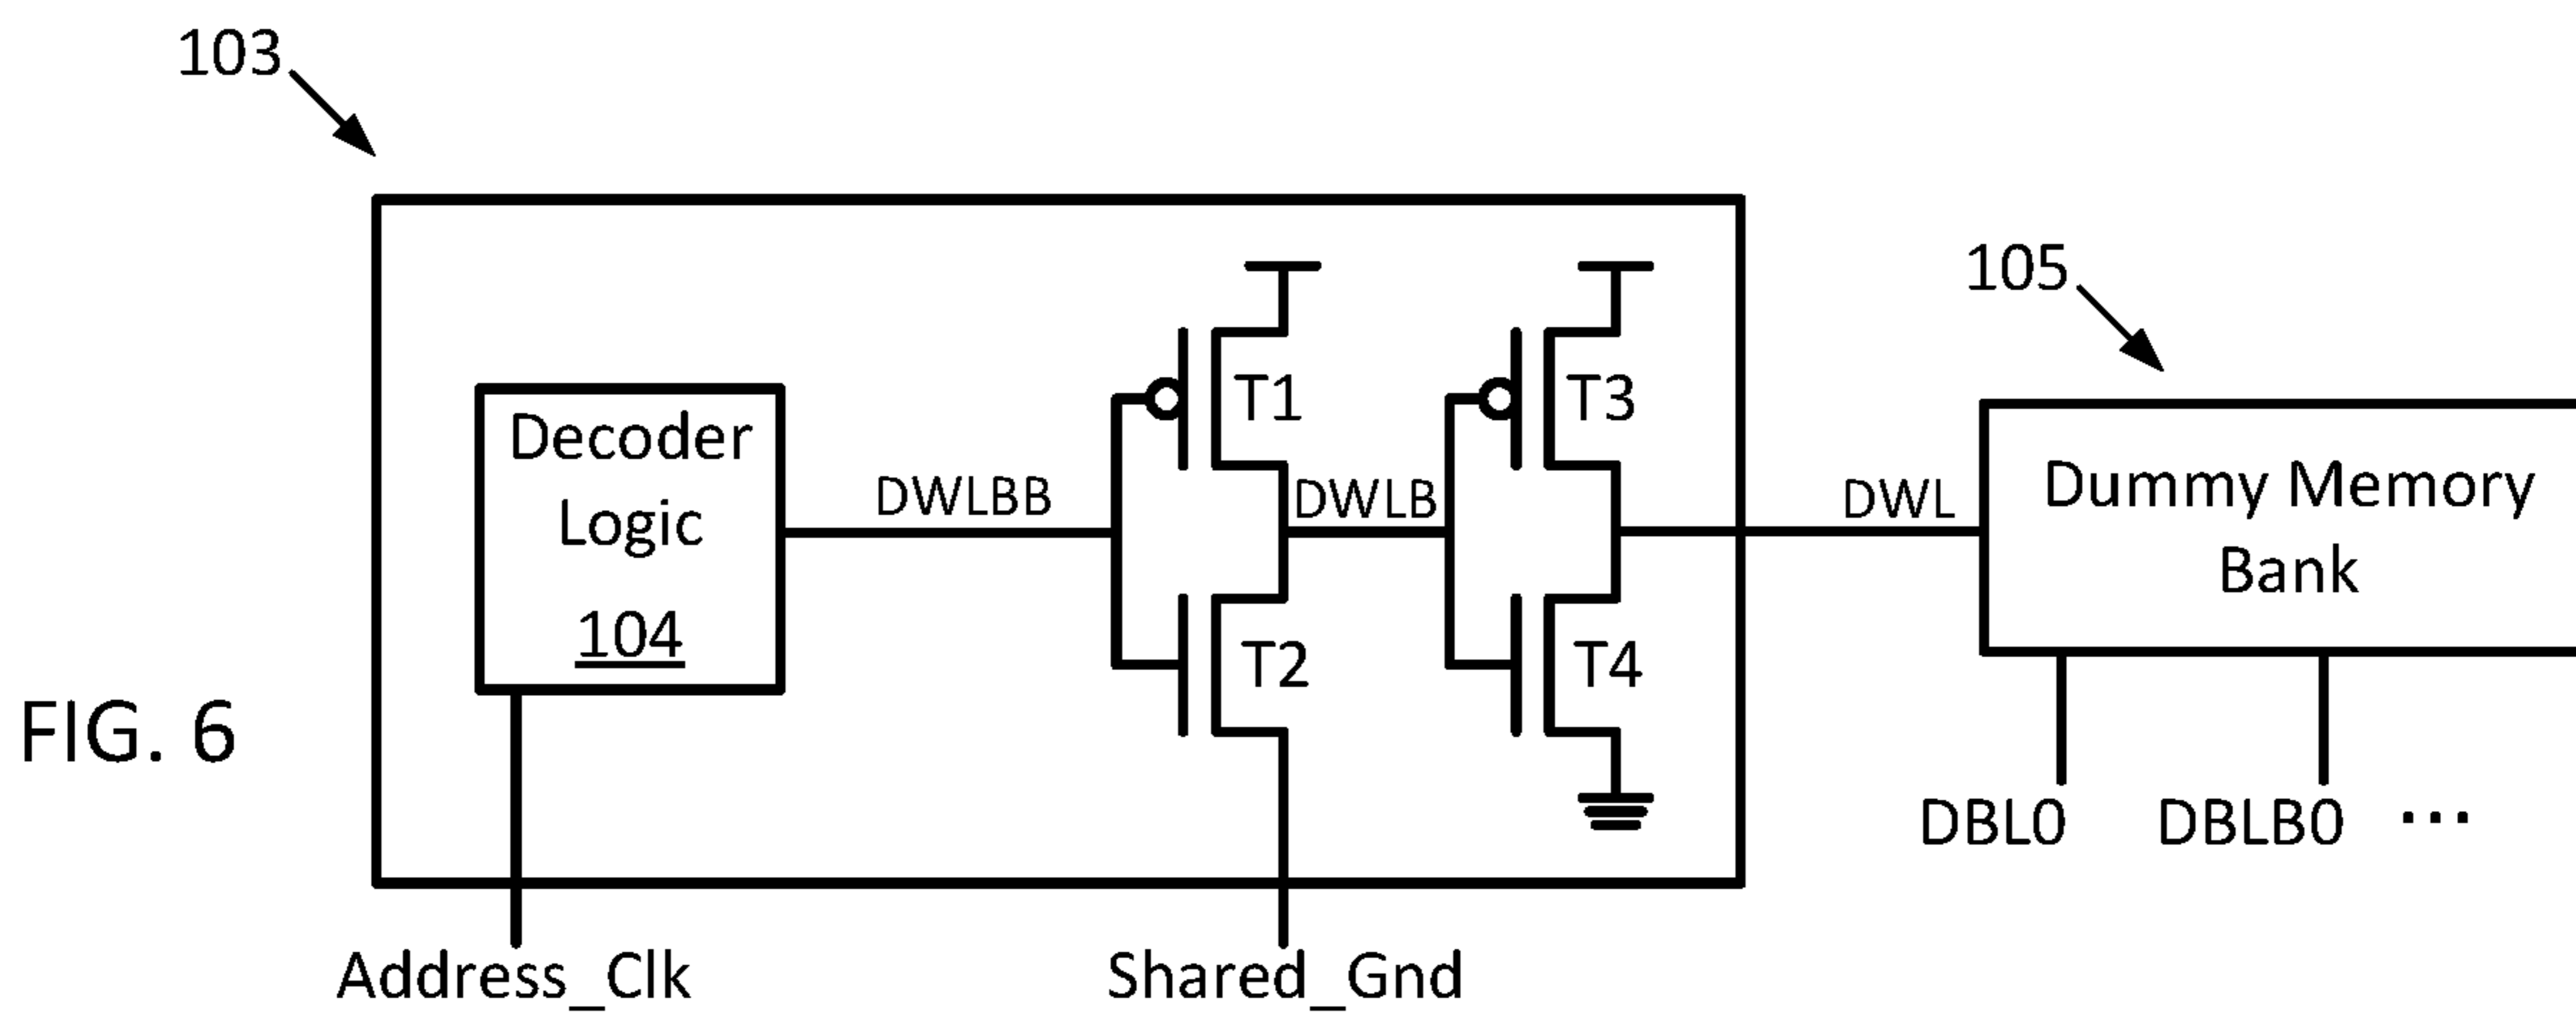 103
105
T1
T3
Decoder
Logic
104
DWLBB
DWLB
DWL
Dummy Memory
Bank
T2
T4
FIG. 6
DBL0
DBLB0
...
Address_Clk
Shared_Gnd